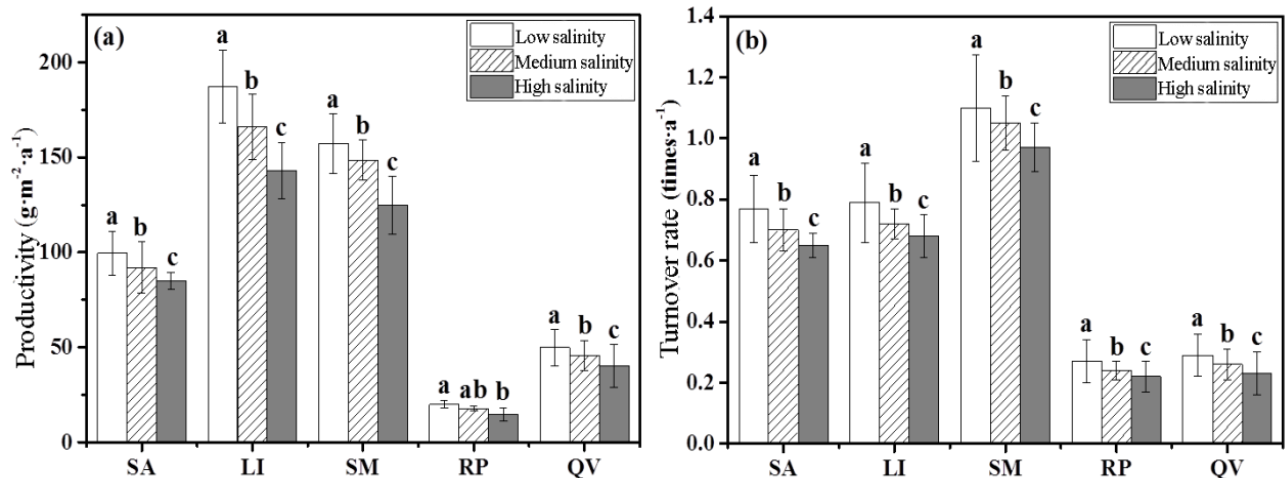 (a)
Low salinity
Medium salinity
High salinity
Productivity (g·m⁻²·a⁻¹)
200
150
100
50
0
a b c
a b c
a b c
a ab b
a b c
SA LI SM RP QV
(b)
Low salinity
Medium salinity
High salinity
Turnover rate (times·a⁻¹)
1.4
1.2
1.0
0.8
0.6
0.4
0.2
0.0
a b c
a b c
a b c
a b c
a b c
SA LI SM RP QV